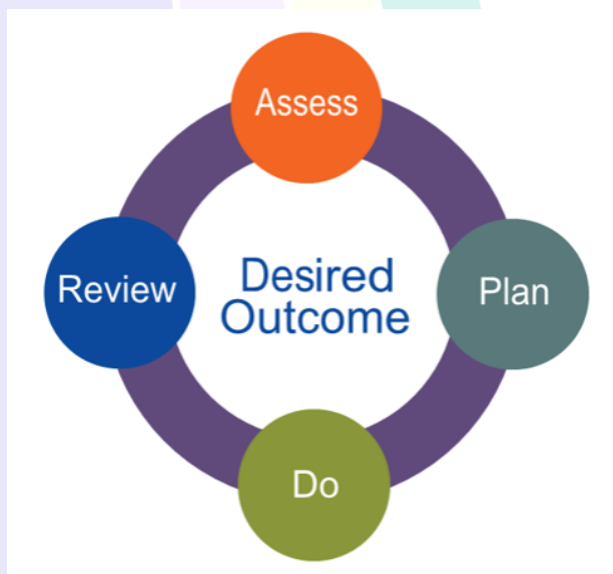 Assess
Plan
Do
Review
Desired
Outcome